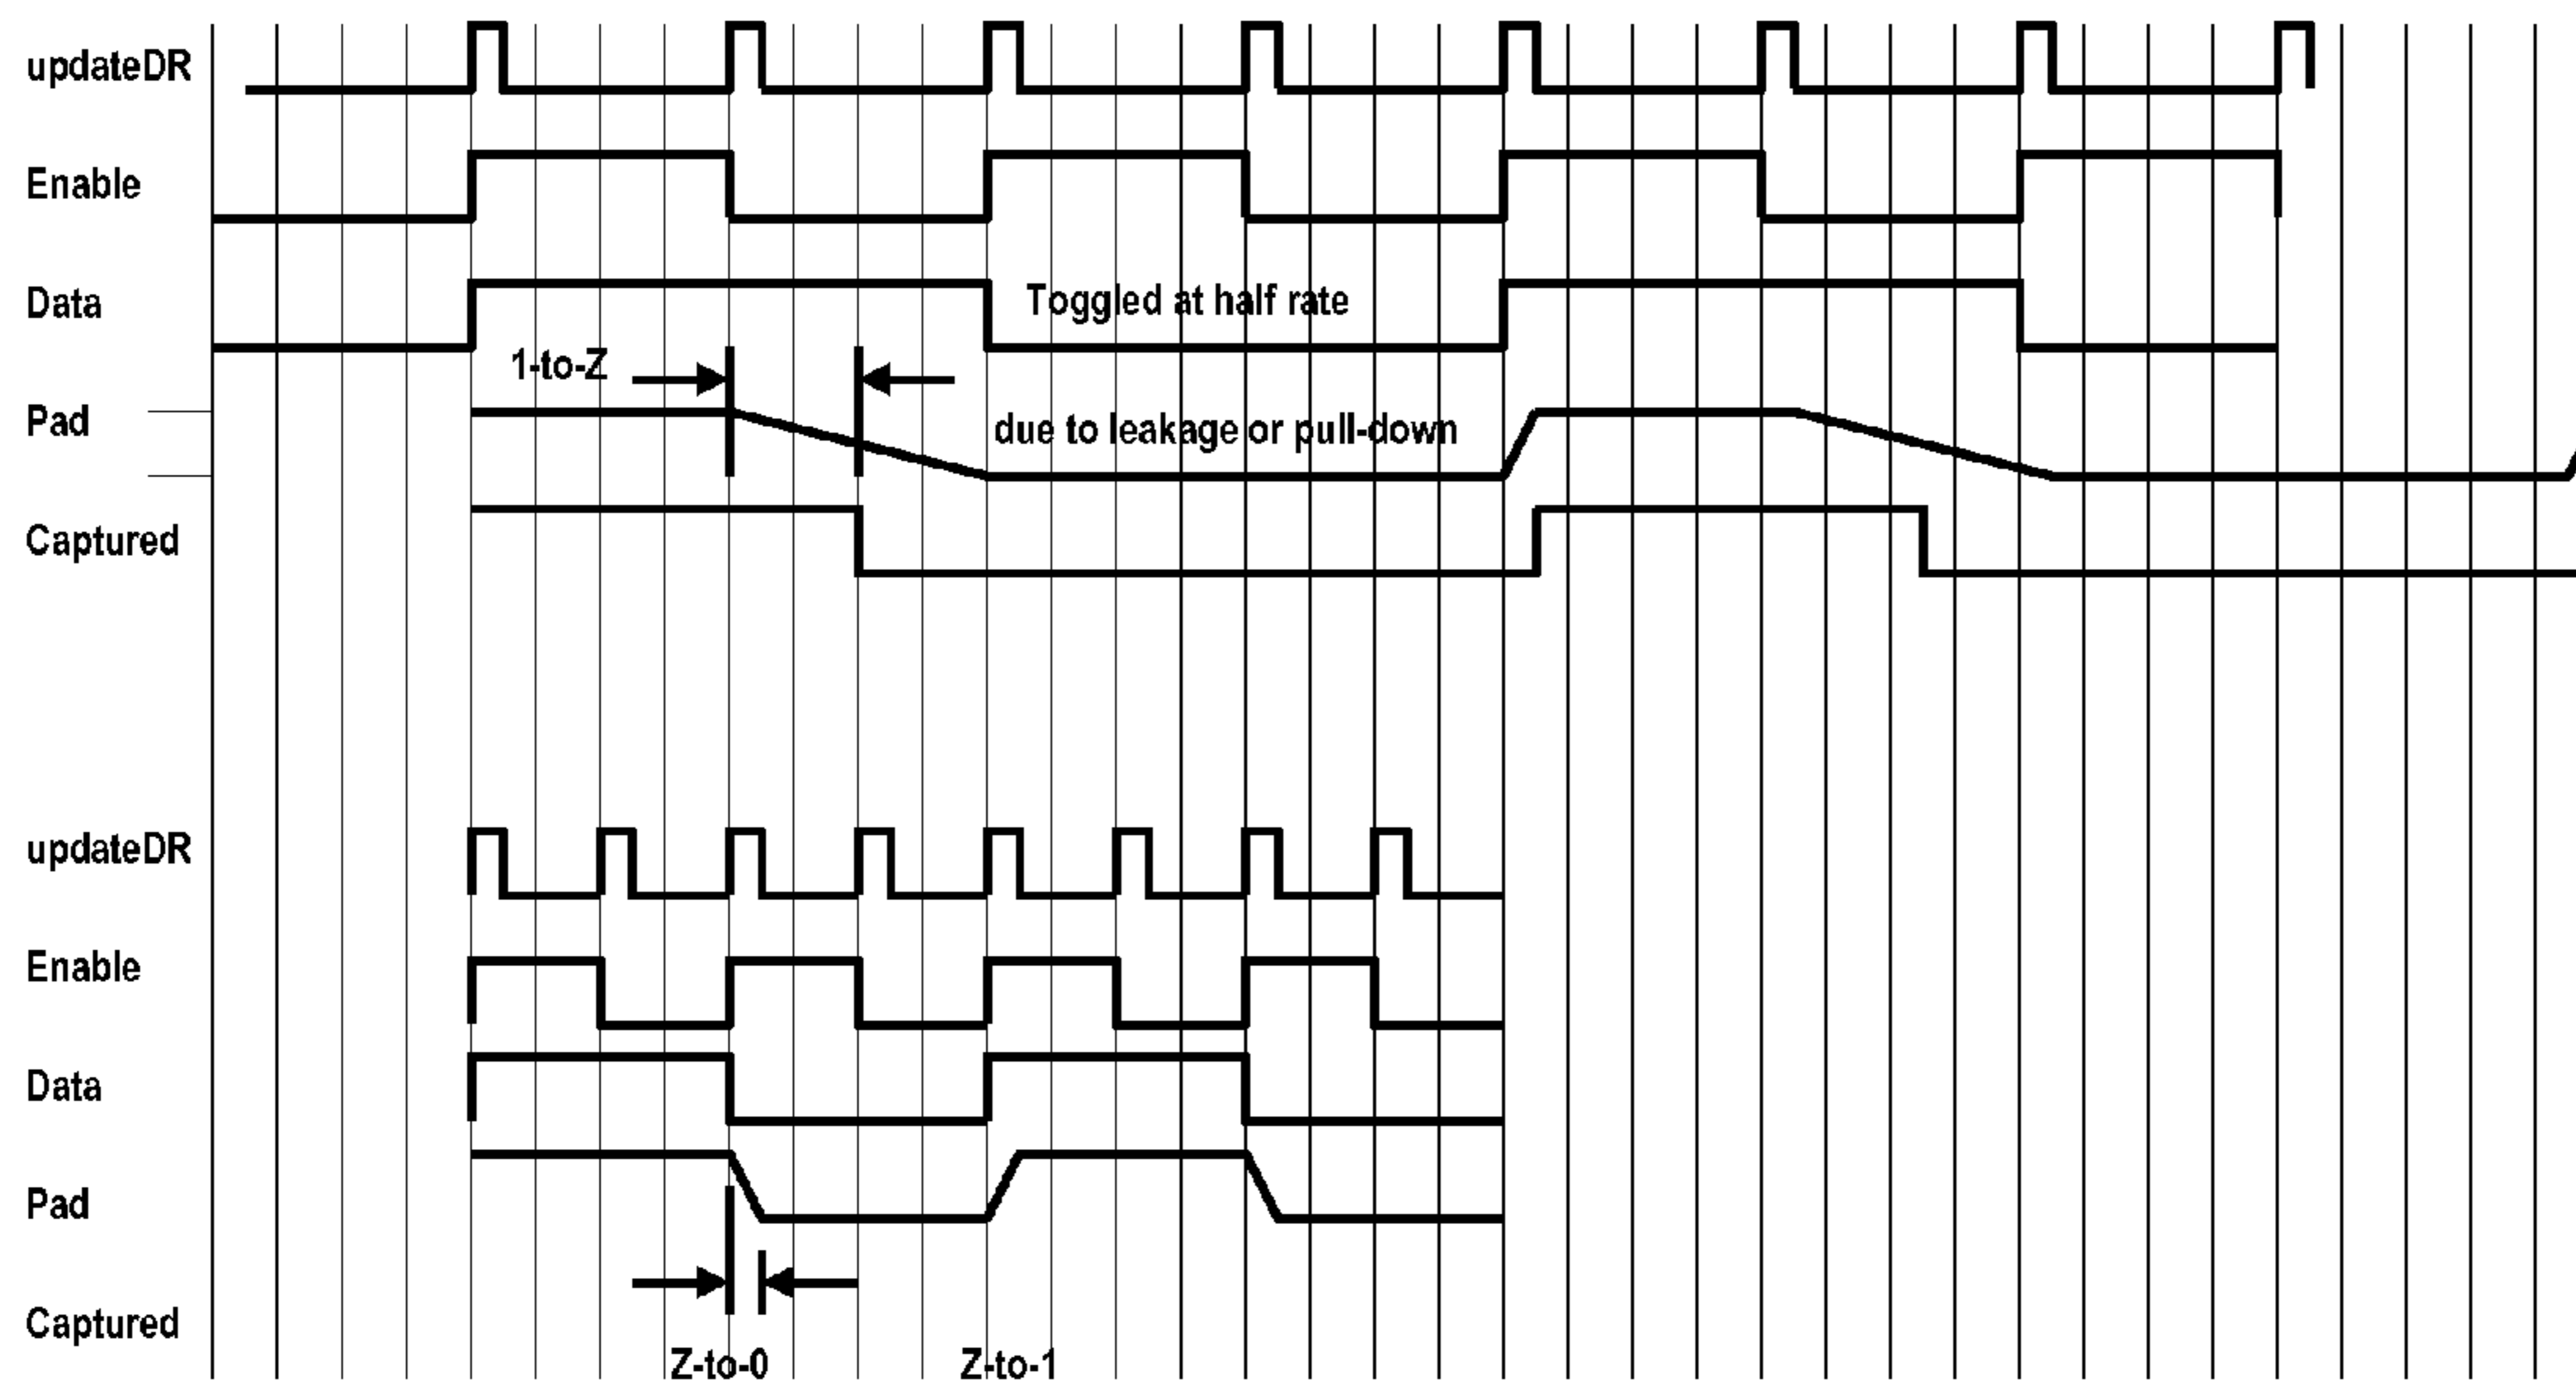 updateDR
Enable
Data
Toggled at half rate
1-to-Z
Pad
due to leakage or pull-down
Captured
updateDR
Enable
Data
Pad
Captured
Z-to-0
Z-to-1